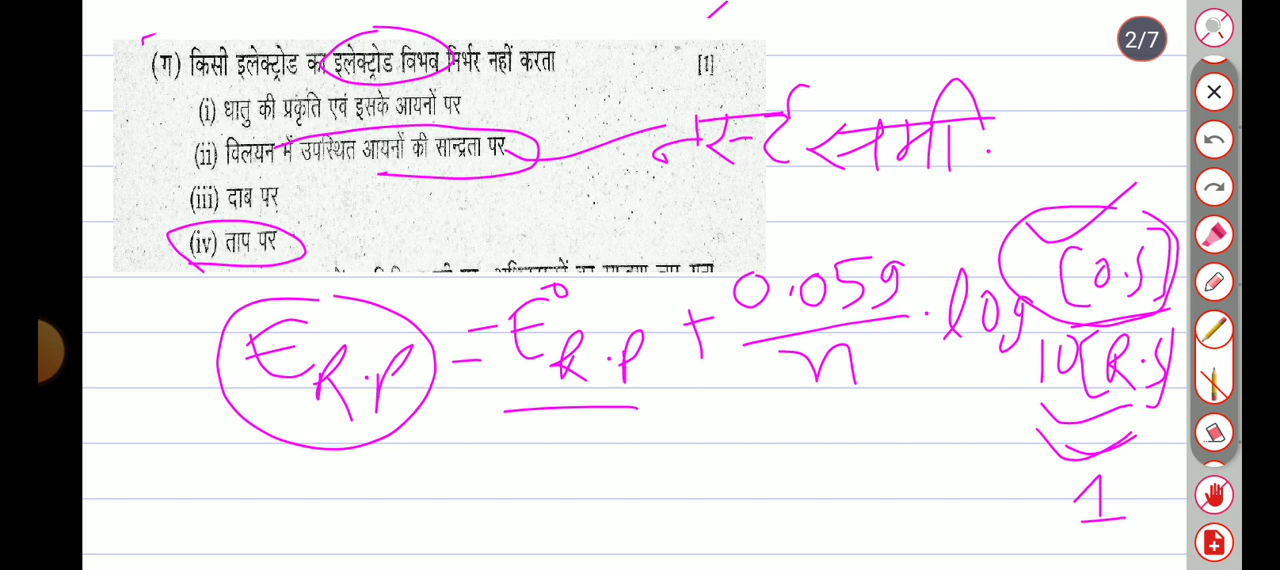 2/7
(ग) किसी इलेक्ट्रोड का इलेक्ट्रोड विभव निर्भर नहीं करता [1]
(i) धातु की प्रकृति एवं इसके आयनों पर
(ii) विलयन में उपस्थित आयनों की सान्द्रता पर
(iii) दाब पर
(iv) ताप पर
E R.P = E° R.P + 0.059 / n . log 10 [O.S] / [R.S]
1